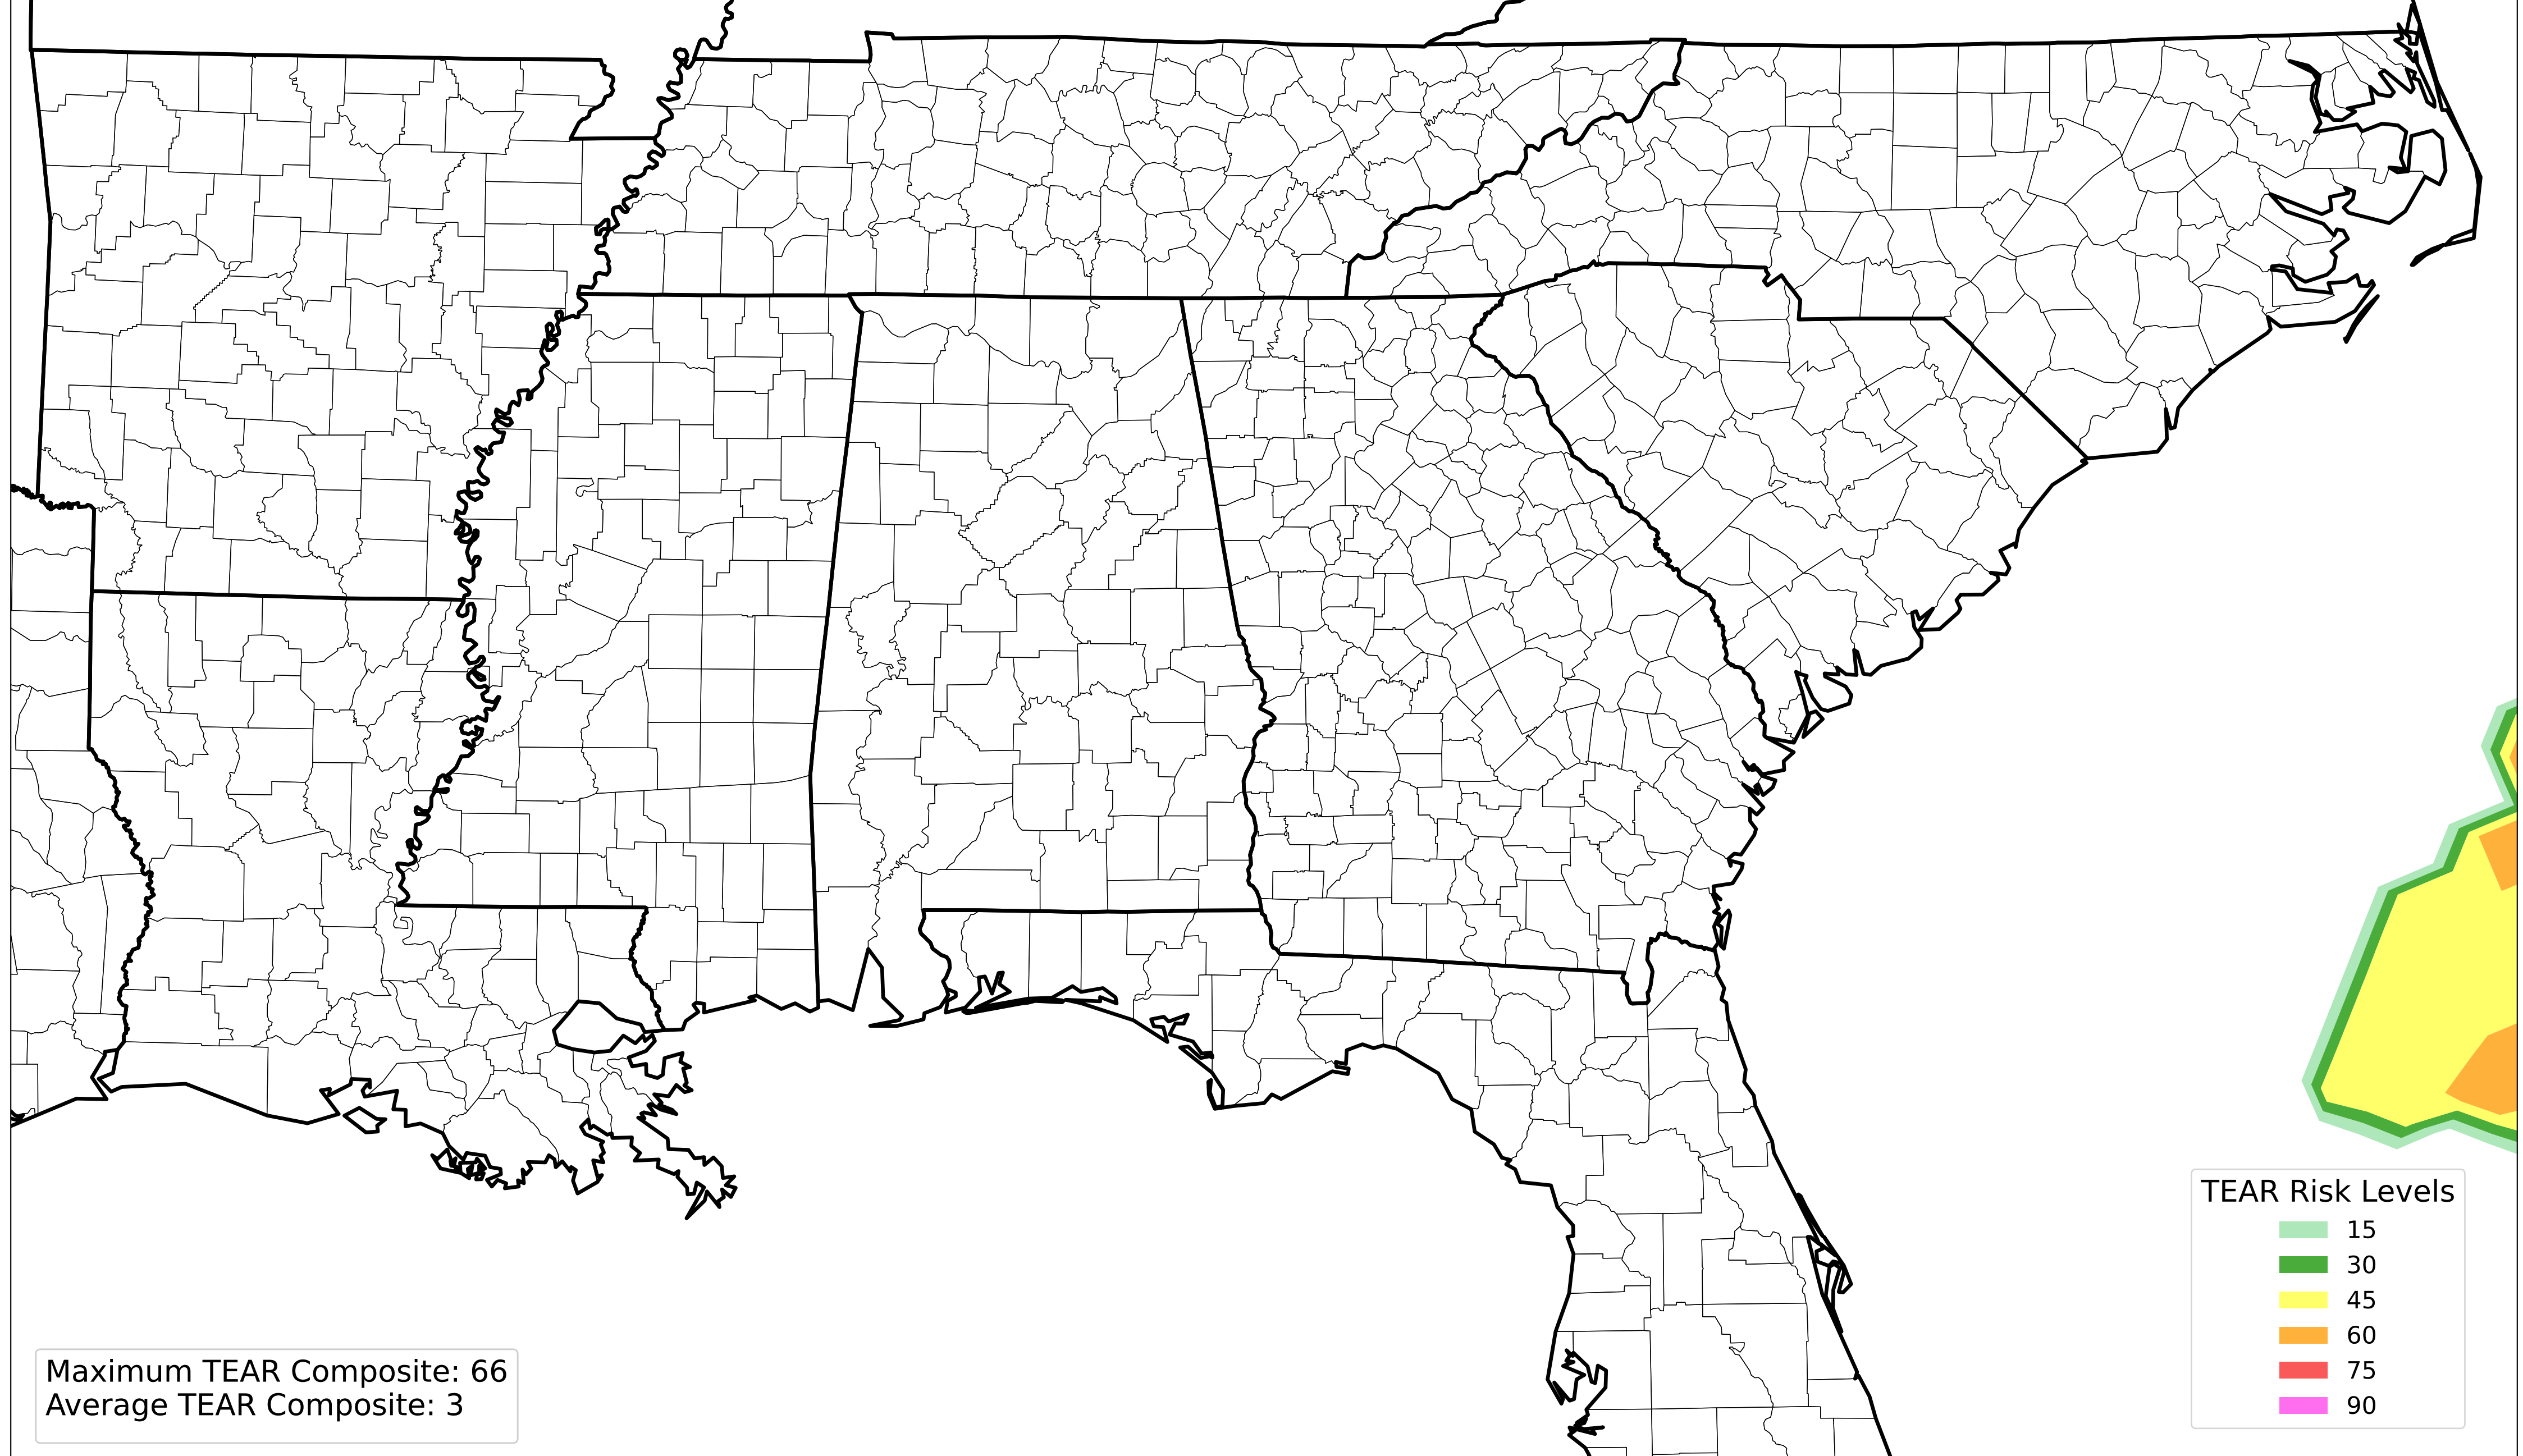 TEAR Risk Levels
15
30
45
60
75
90
Maximum TEAR Composite: 66
Average TEAR Composite: 3